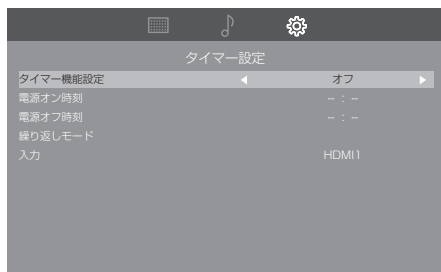 タイマー設定
タイマー機能設定 オフ
電源オン時刻 -- : --
電源オフ時刻 -- : --
繰り返しモード
入力 HDMI1